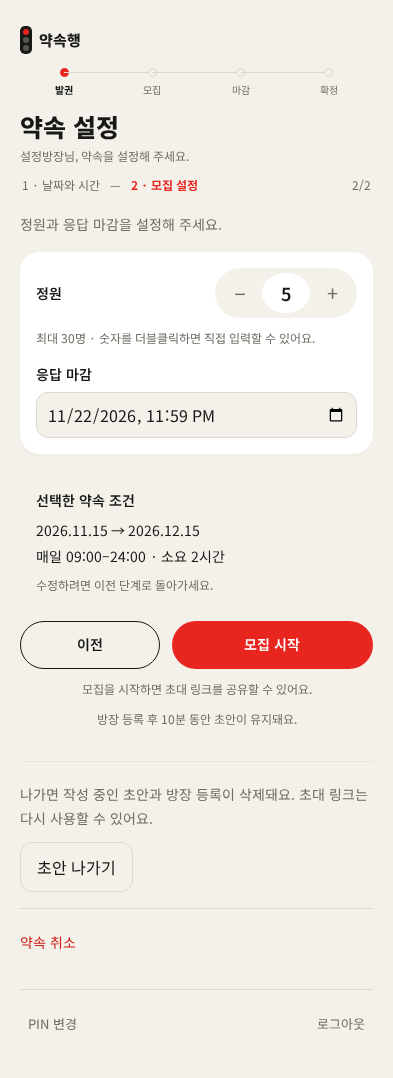 약속행
발권 모집 마감 확정
약속 설정
설정방장님, 약속을 설정해 주세요.
1 · 날짜와 시간 — 2 · 모집 설정 2/2
정원과 응답 마감을 설정해 주세요.
정원 − 5 +
최대 30명 · 숫자를 더블클릭하면 직접 입력할 수 있어요.
응답 마감
11/22/2026, 11:59 PM
선택한 약속 조건
2026.11.15 → 2026.12.15
매일 09:00–24:00 · 소요 2시간
수정하려면 이전 단계로 돌아가세요.
이전 모집 시작
모집을 시작하면 초대 링크를 공유할 수 있어요.
방장 등록 후 10분 동안 초안이 유지돼요.
나가면 작성 중인 초안과 방장 등록이 삭제돼요. 초대 링크는
다시 사용할 수 있어요.
초안 나가기
약속 취소
PIN 변경 로그아웃